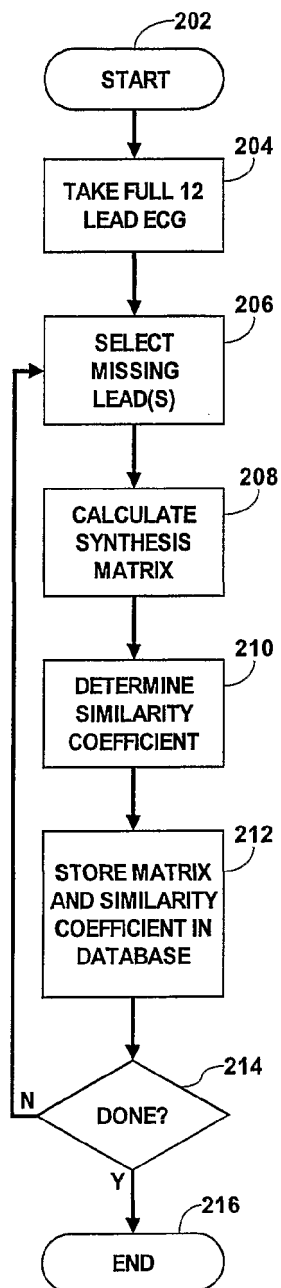 202
START
204
TAKE FULL 12
LEAD ECG
206
SELECT
MISSING
LEAD(S)
208
CALCULATE
SYNTHESIS
MATRIX
210
DETERMINE
SIMILARITY
COEFFICIENT
212
STORE MATRIX
AND SIMILARITY
COEFFICIENT IN
DATABASE
214
N
DONE?
Y
216
END